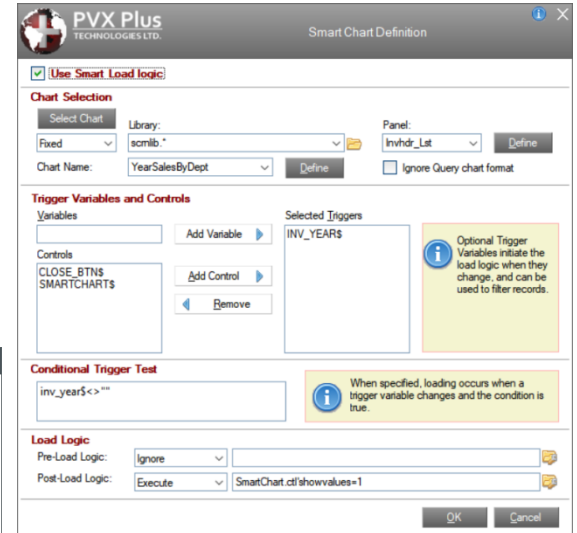 PVX Plus
TECHNOLOGIES LTD.
Smart Chart Definition
Use Smart Load logic
Chart Selection
Select Chart
Library:
Panel:
Fixed
scmlib.*
Invhdr_Lst
Define
Chart Name:
YearSalesByDept
Define
Ignore Query chart format
Trigger Variables and Controls
Variables
Selected Triggers
Add Variable
INV_YEAR$
Controls
CLOSE_BTN$
SMARTCHART$
Add Control
Remove
Optional Trigger
Variables initiate the
load logic when they
change, and can be
used to filter records.
Conditional Trigger Test
inv_year$<>""
When specified, loading occurs when a
trigger variable changes and the condition is
true.
Load Logic
Pre-Load Logic:
Ignore
Post-Load Logic:
Execute
SmartChart.ctl'showvalues=1
OK
Cancel